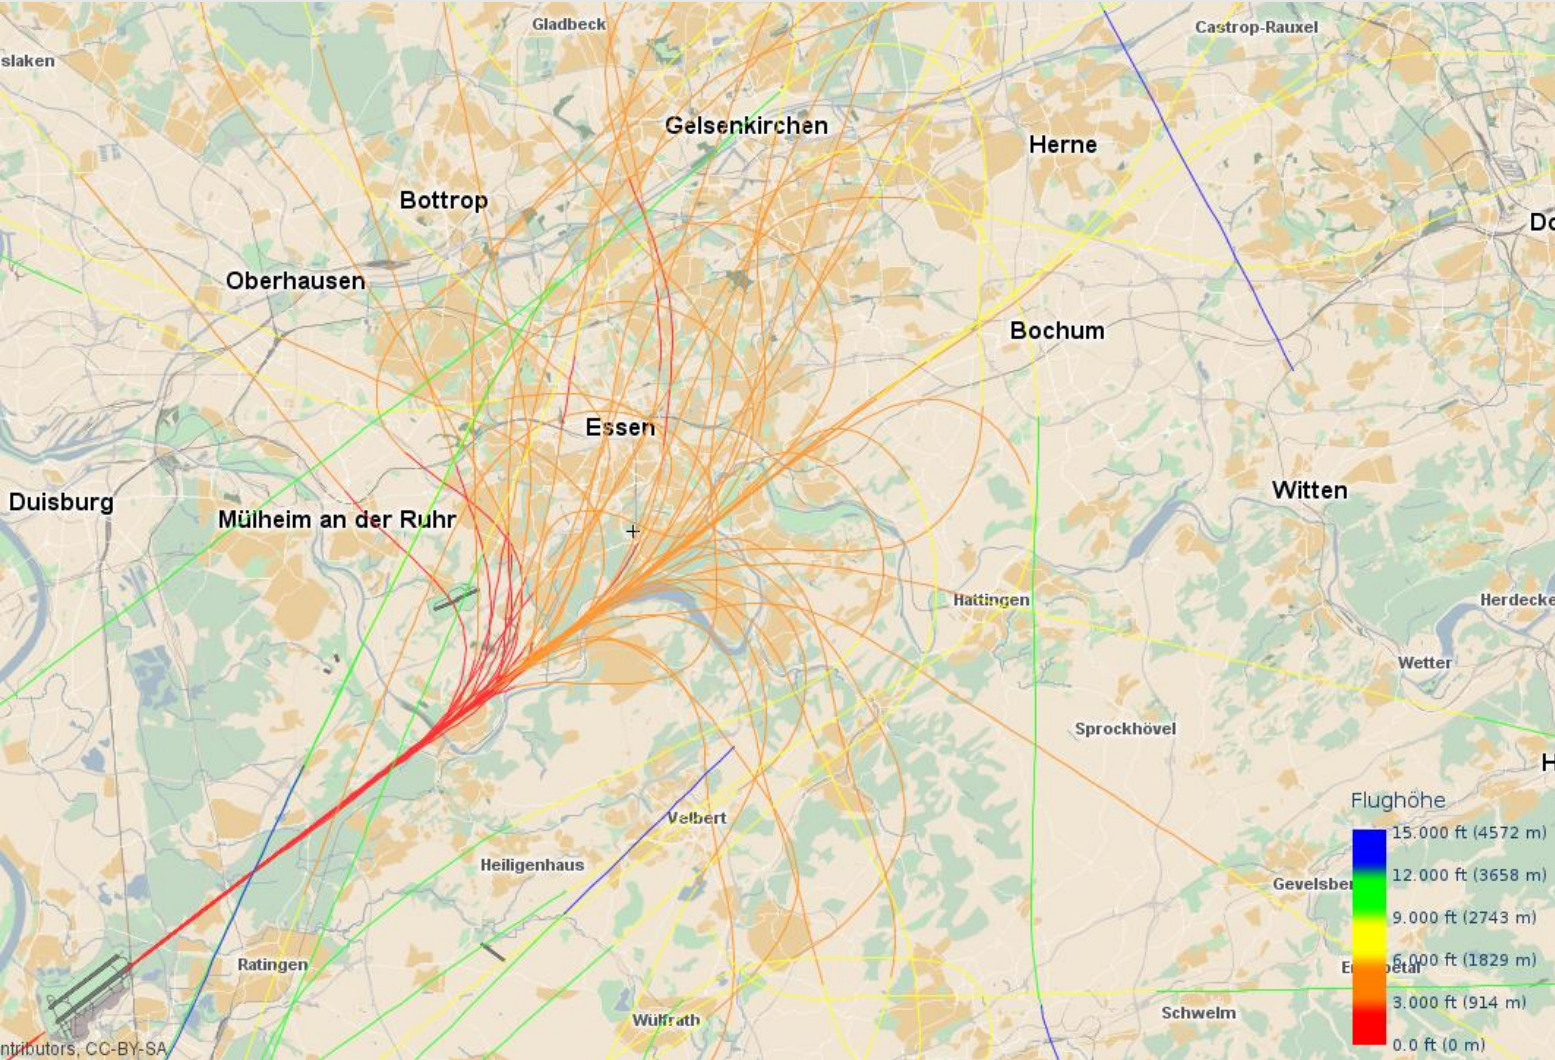 Gladbeck
Castrop-Rauxel
slaken
Gelsenkirchen
Herne
Bottrop
Do
Oberhausen
Bochum
Essen
Witten
Duisburg
Mülheim an der Ruhr
Hattingen
Herdecke
Wetter
Sprockhövel
H
Velbert
Heiligenhaus
Flughöhe
15.000 ft (4572 m)
12.000 ft (3658 m)
Gevelsber
9.000 ft (2743 m)
Ratingen
6.000 ft (1829 m)
3.000 ft (914 m)
Wülfrath
Schwelm
0.0 ft (0 m)
ntributors, CC-BY-SA